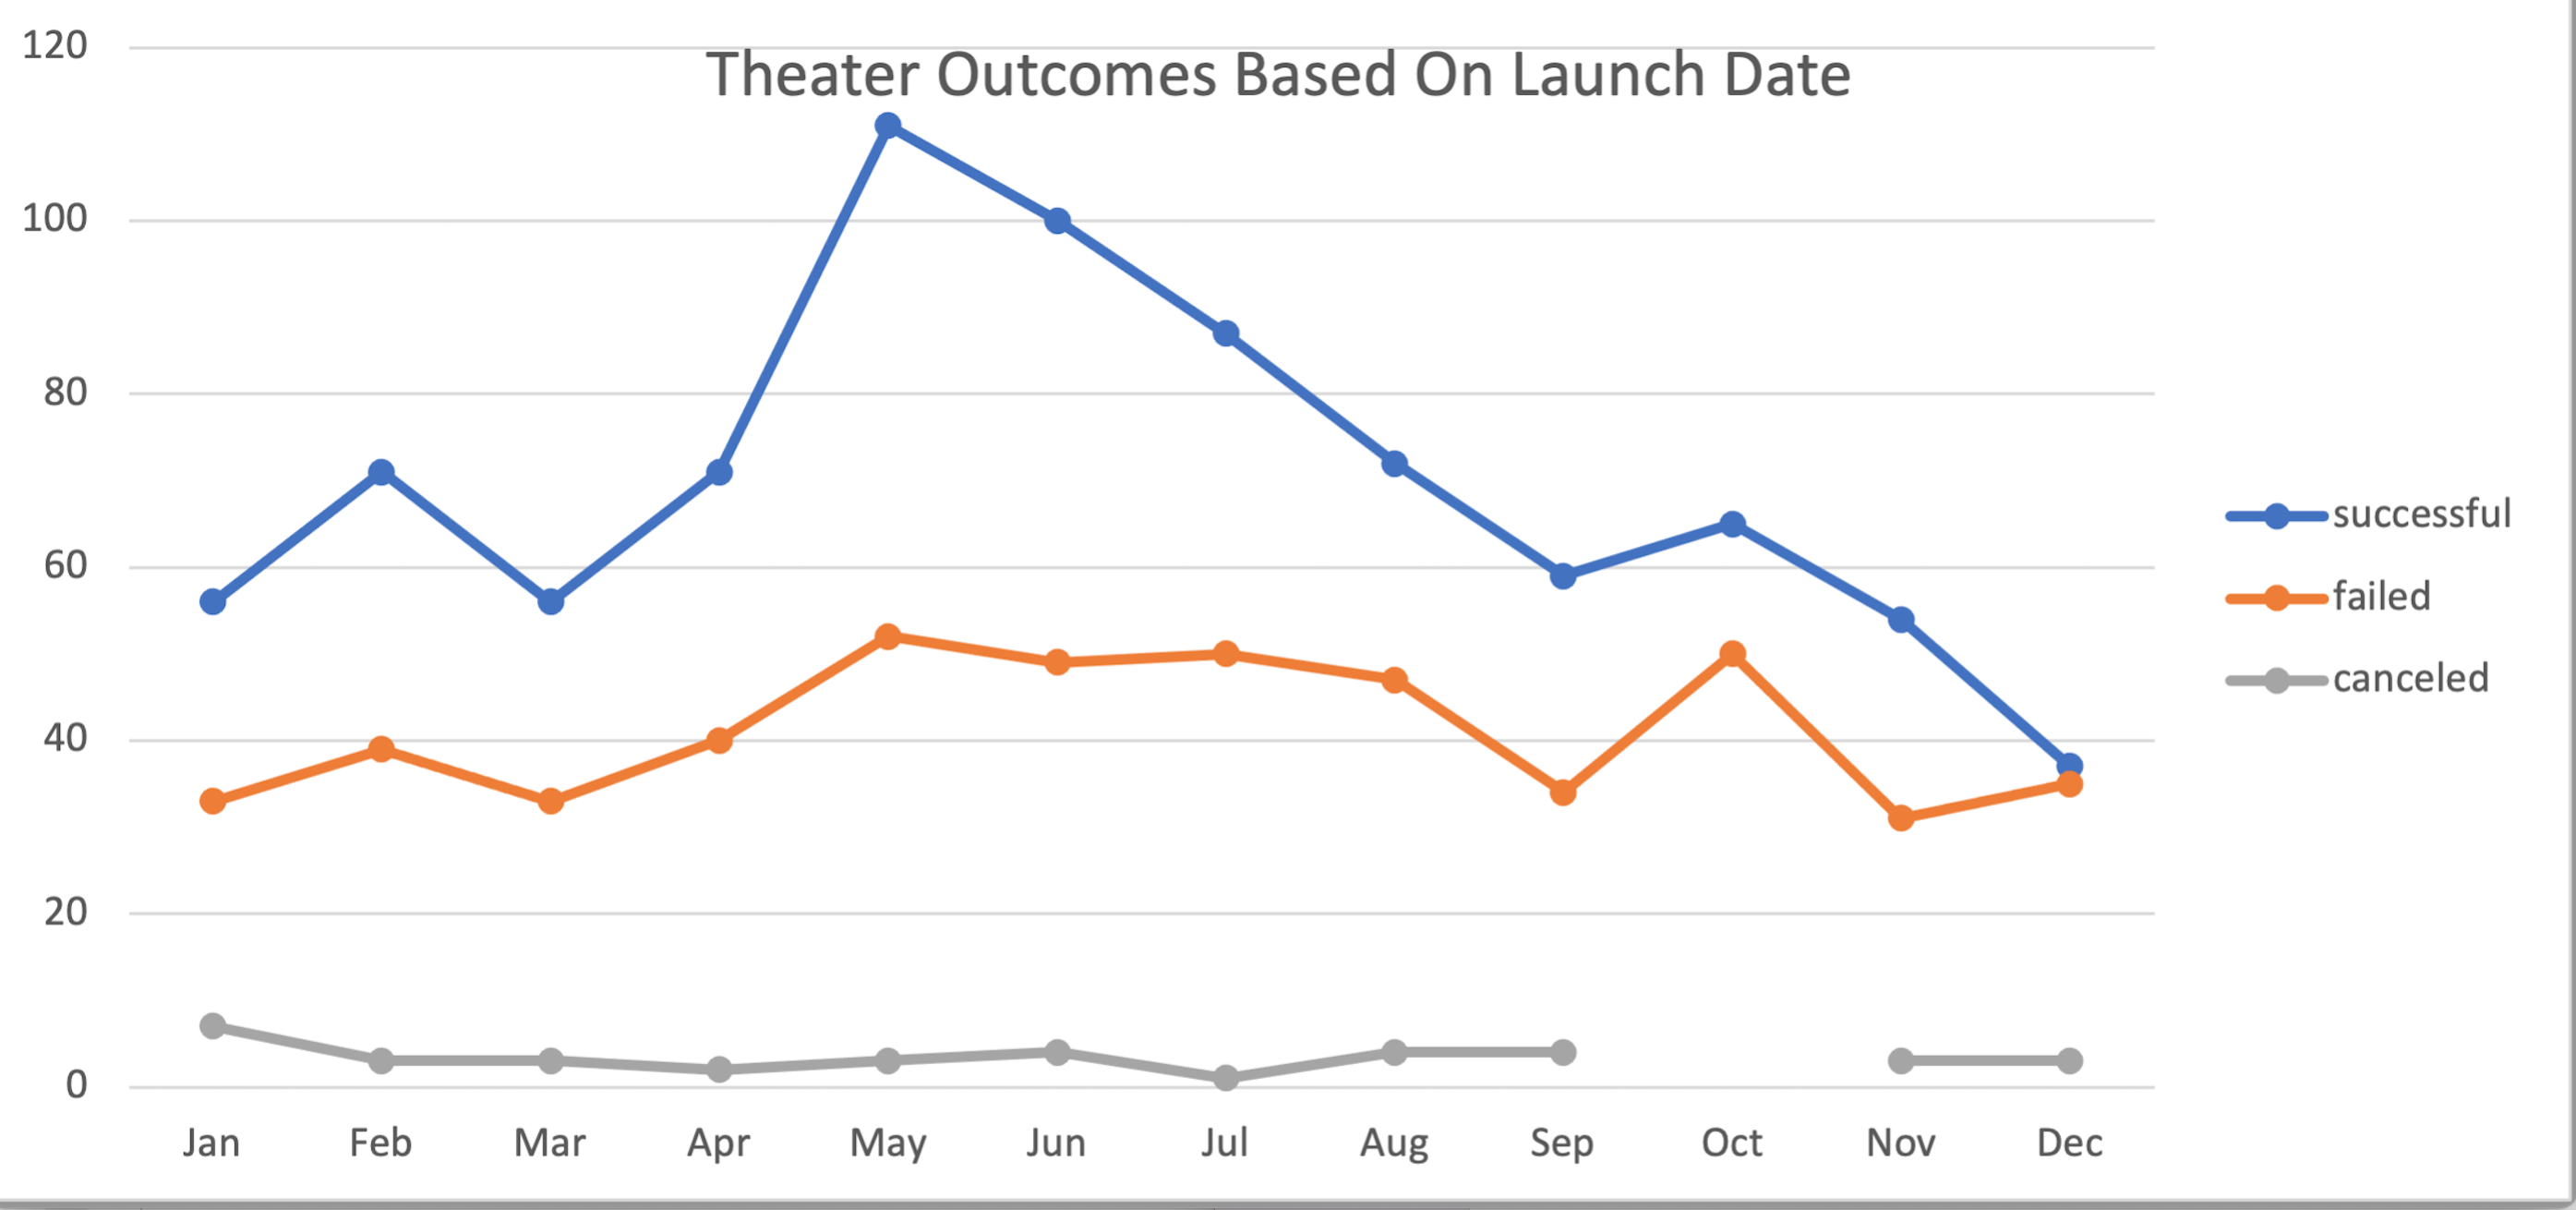 Theater Outcomes Based On Launch Date
120
100
80
60
40
20
0
Jan Feb Mar Apr May Jun Jul Aug Sep Oct Nov Dec
successful
failed
canceled